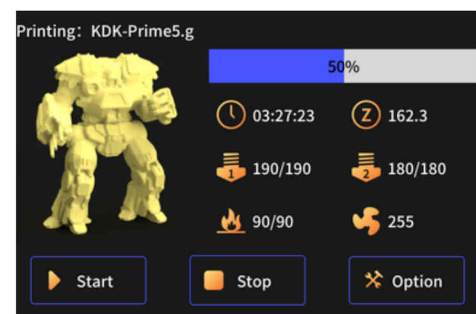 Printing: KDK-Prime5.g
50%
03:27:23
Z 162.3
1 190/190
2 180/180
90/90
255
Start
Stop
Option